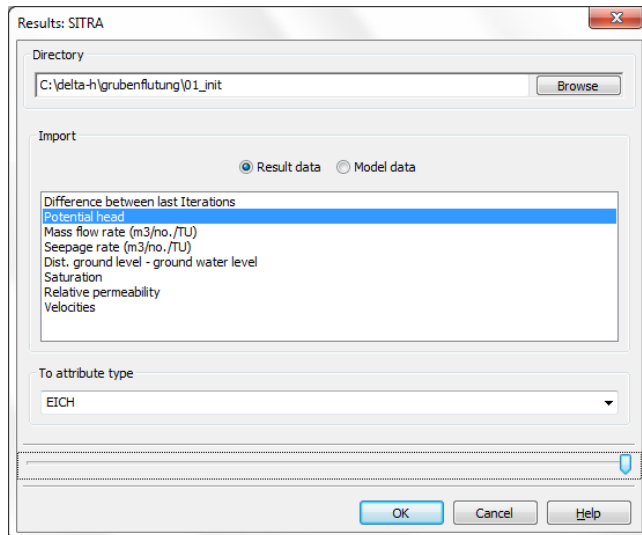 Results: SITRA
Directory
C:\delta-h\grubenflutung\01_init
Browse
Import
Result data
Model data
Difference between last Iterations
Potential head
Mass flow rate (m3/no./TU)
Seepage rate (m3/no./TU)
Dist. ground level - ground water level
Saturation
Relative permeability
Velocities
To attribute type
EICH
OK
Cancel
Help